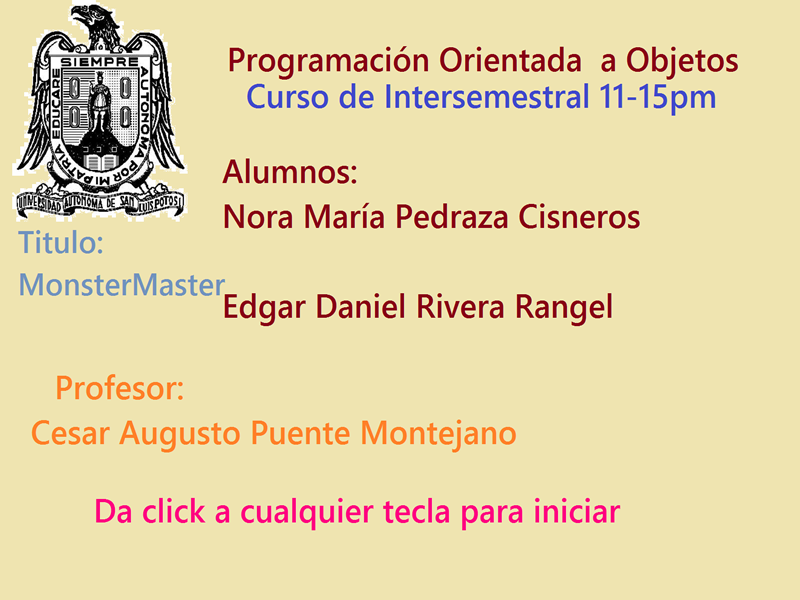 SIEMPRE AUTONOMA POR MI PATRIA EDUCARE
UNIVERSIDAD AUTONOMA DE SAN LUIS POTOSI
Programación Orientada a Objetos
Curso de Intersemestral 11-15pm
Alumnos:
Nora María Pedraza Cisneros
Titulo:
MonsterMaster
Edgar Daniel Rivera Rangel
Profesor:
Cesar Augusto Puente Montejano
Da click a cualquier tecla para iniciar